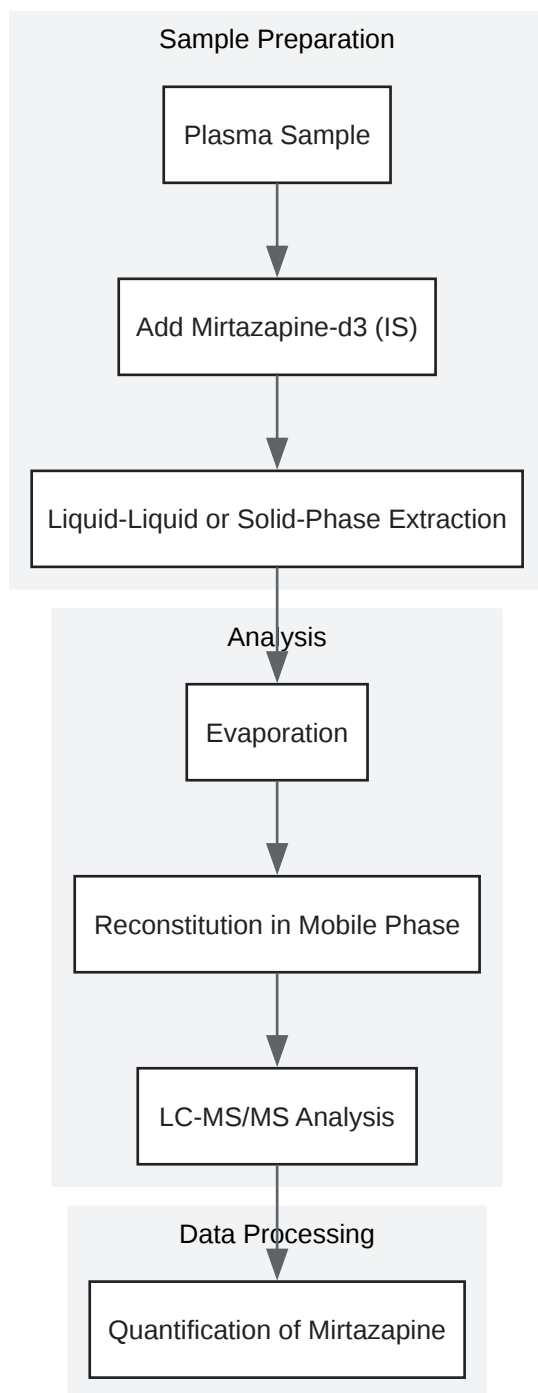 Sample Preparation
Plasma Sample
Add Mirtazapine-d3 (IS)
Liquid-Liquid or Solid-Phase Extraction
Analysis
Evaporation
Reconstitution in Mobile Phase
LC-MS/MS Analysis
Data Processing
Quantification of Mirtazapine